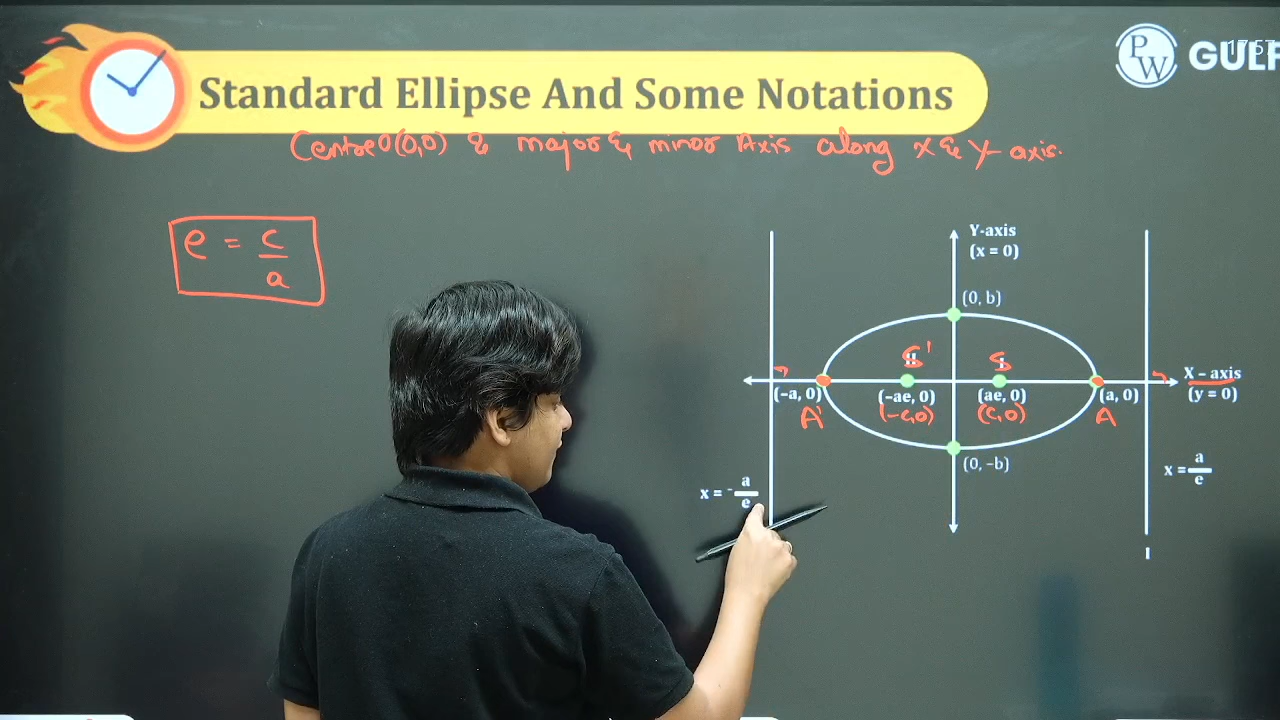 PW GULF
Standard Ellipse And Some Notations
Centre O(0,0) & major & minor Axis along X & Y- axis.
e = c/a
Y-axis
(x = 0)
(0, b)
S' S
X – axis
(y = 0)
(-a, 0) (-ae, 0) (ae, 0) (a, 0)
A' (-c,0) (c,0) A
(0, –b)
x = - a/e
x = a/e